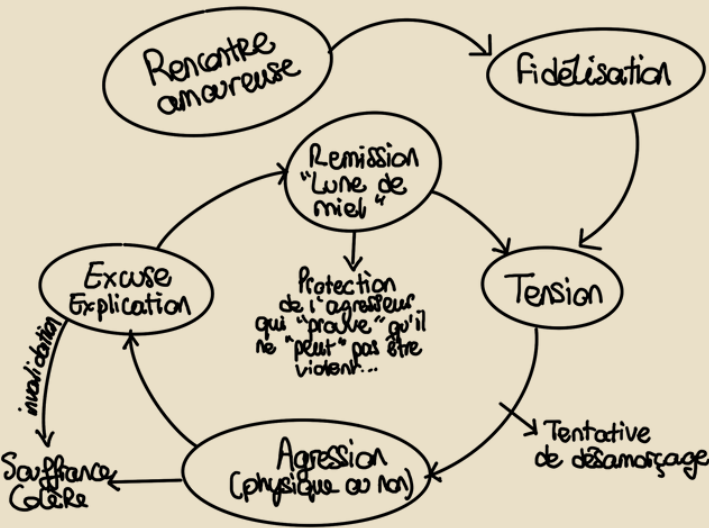 Rencontre
amoureuse
Fidélisation
Remission
"Lune de
miel"
Excuse
Explication
Protection
de l'agresseur
qui "prouve" qu'il
ne "peut" pas être
violent...
Tension
invalidation
Agression
(physique ou non)
Tentative
de désamorçage
Souffrance
Colère